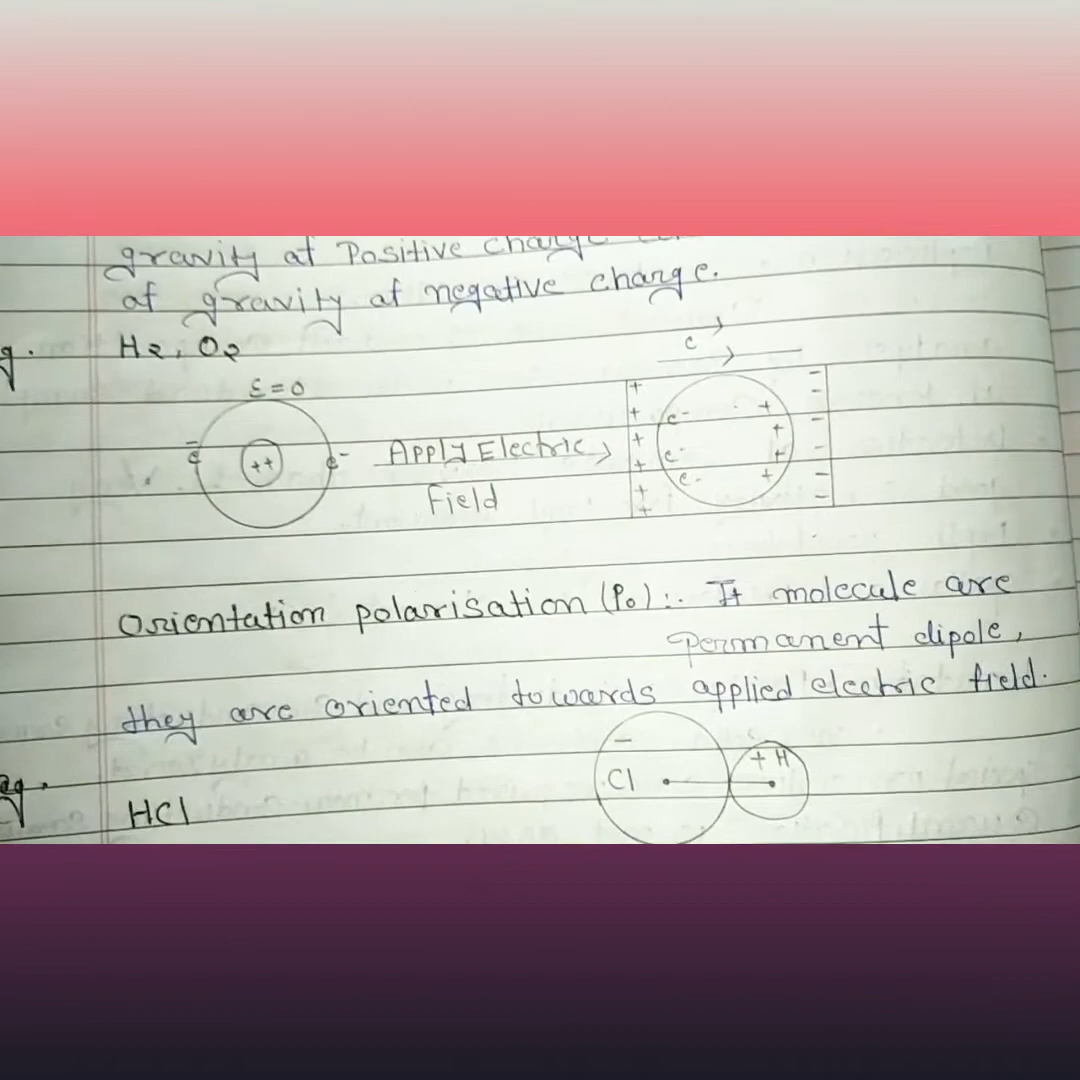 gravity at Positive charge
of gravity of negative charge.
g. H2, O2
ε=0
e- ++ e- Apply Electric Field
e
+ + + + + +
e- e- e-
+ + + +
- - - - - -
Orientation polarisation (Po):. It molecule are
permanent dipole,
they are oriented towards applied electric field.
eg. HCl
- Cl + H